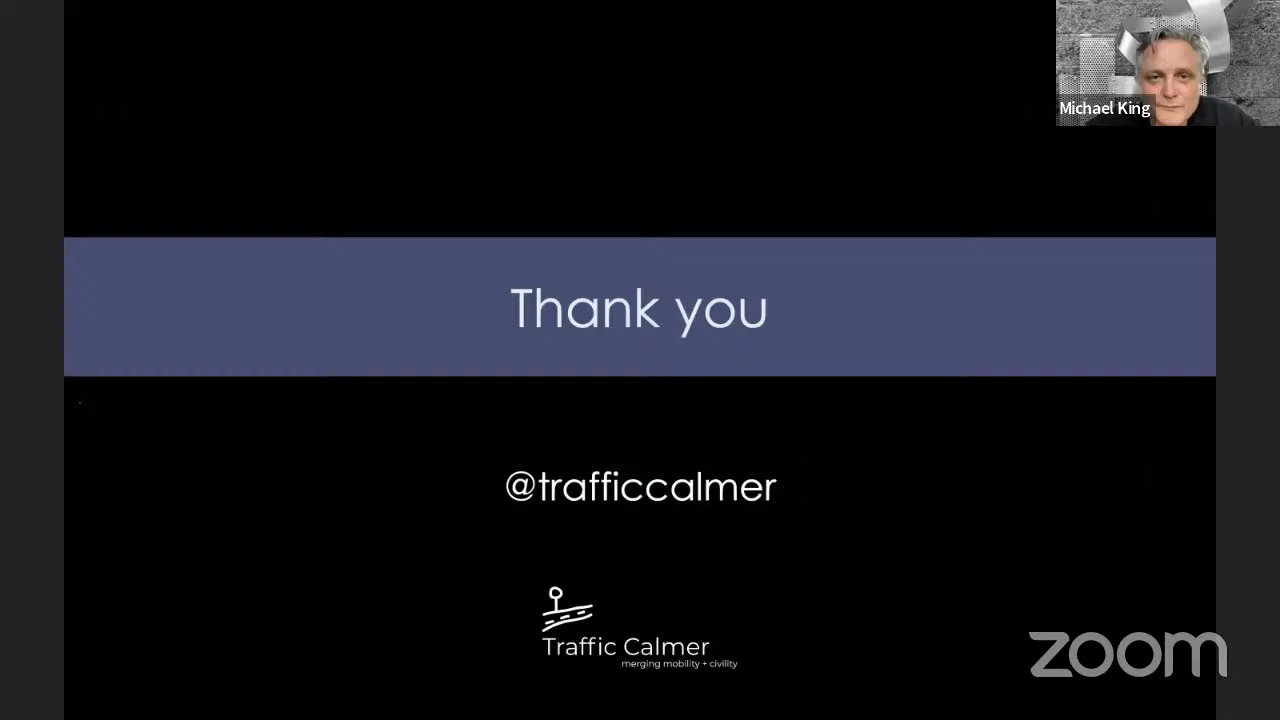 Michael King
Thank you
@trafficcalmer
Traffic Calmer
merging mobility + civility
zoom